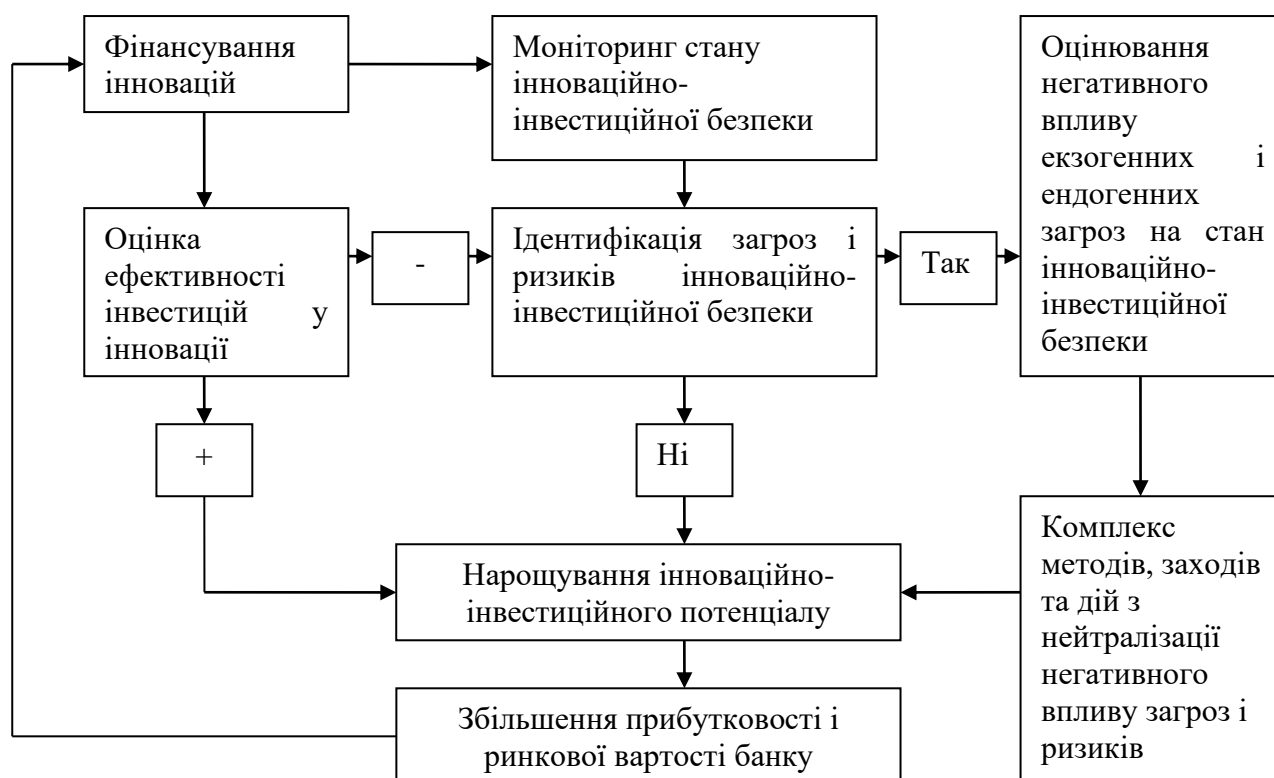 Фінансування
інновацій
Моніторинг стану
інноваційно-
інвестиційної безпеки
Оцінювання
негативного
впливу
екзогенних і
ендогенних
загроз на стан
інноваційно-
інвестиційної
безпеки
Оцінка
ефективності
інвестицій у
інновації
-
Ідентифікація загроз і
ризиків інноваційно-
інвестиційної безпеки
Так
+
Ні
Нарощування інноваційно-
інвестиційного потенціалу
Комплекс
методів, заходів
та дій з
нейтралізації
негативного
впливу загроз і
ризиків
Збільшення прибутковості і
ринкової вартості банку